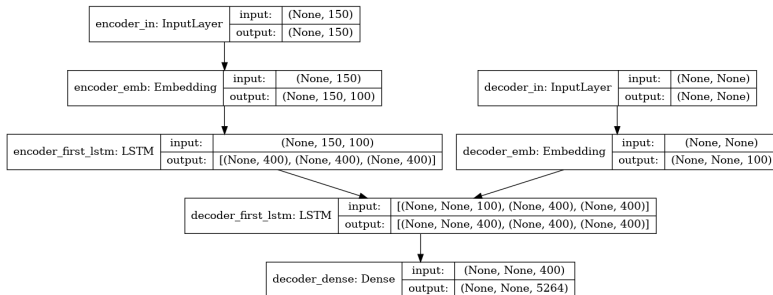 encoder_in: InputLayer
input: (None, 150)
output: (None, 150)
encoder_emb: Embedding
input: (None, 150)
output: (None, 150, 100)
decoder_in: InputLayer
input: (None, None)
output: (None, None)
encoder_first_lstm: LSTM
input: (None, 150, 100)
output: [(None, 400), (None, 400), (None, 400)]
decoder_emb: Embedding
input: (None, None)
output: (None, None, 100)
decoder_first_lstm: LSTM
input: [(None, None, 100), (None, 400), (None, 400)]
output: [(None, None, 400), (None, 400), (None, 400)]
decoder_dense: Dense
input: (None, None, 400)
output: (None, None, 5264)